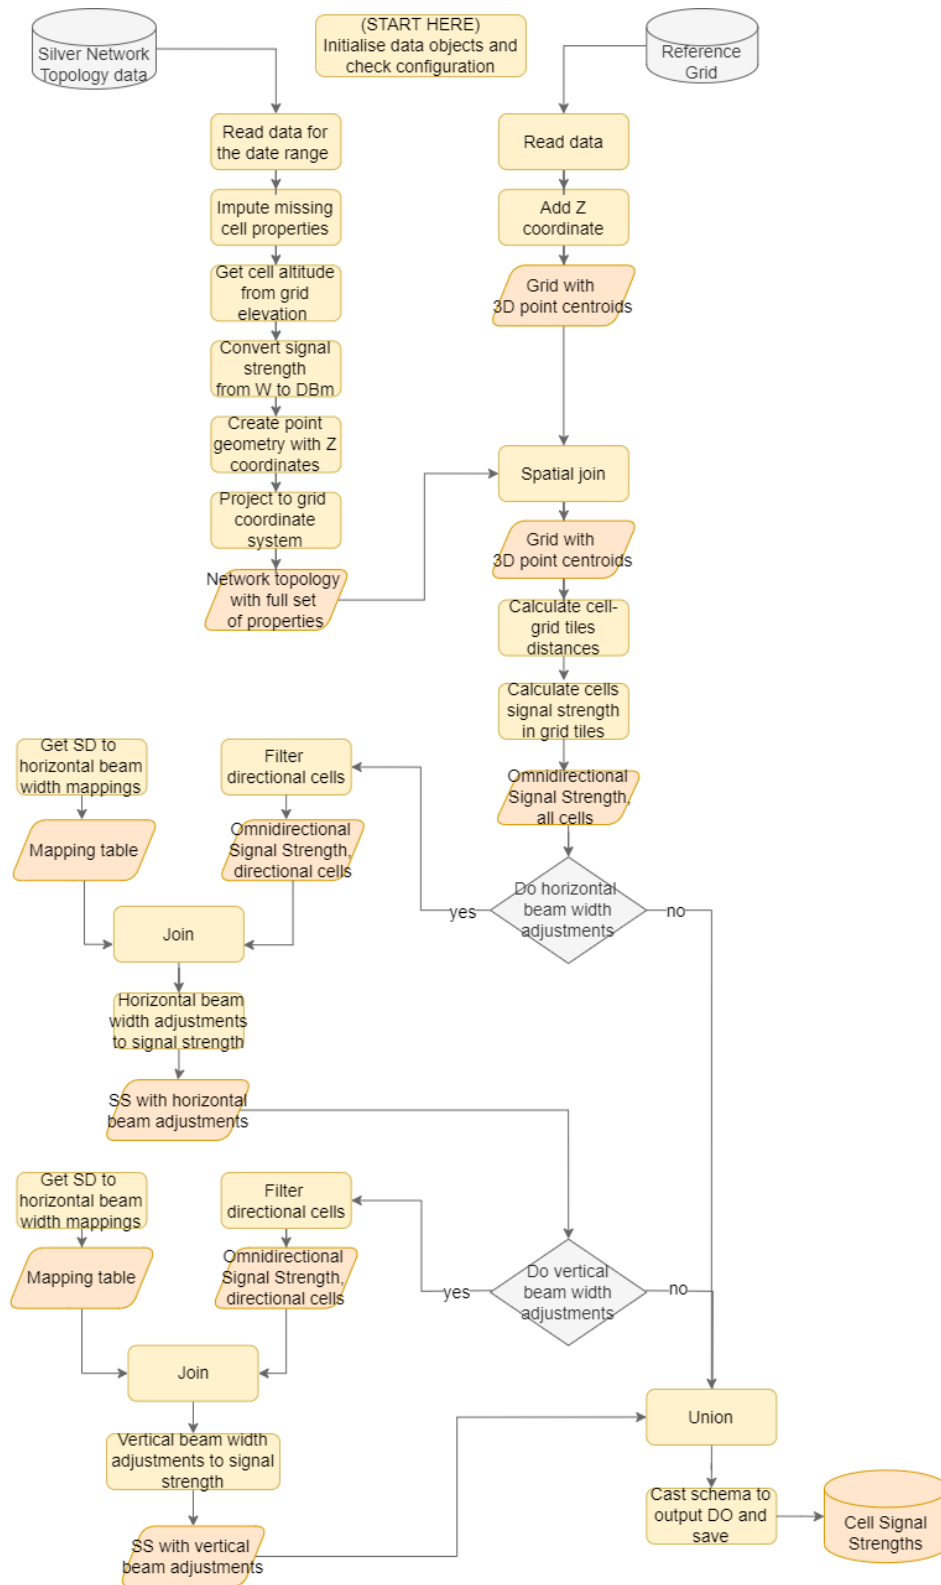 Silver Network
Topology data
(START HERE)
Initialise data objects and
check configuration
Reference
Grid
Read data for
the date range
Read data
Impute missing
cell properties
Add Z
coordinate
Get cell altitude
from grid
elevation
Grid with
3D point centroids
Convert signal
strength
from W to DBm
Create point
geometry with Z
coordinates
Spatial join
Project to grid
coordinate
system
Grid with
3D point centroids
Network topology
with full set
of properties
Calculate cell-
grid tiles
distances
Calculate cells
signal strength
in grid tiles
Get SD to
horizontal beam
width mappings
Filter
directional cells
Omnidirectional
Signal Strength,
all cells
Mapping table
Omnidirectional
Signal Strength,
directional cells
Do horizontal
beam width
adjustments
yes
no
Join
Horizontal beam
width adjustments
to signal strength
SS with horizontal
beam adjustments
Get SD to
horizontal beam
width mappings
Filter
directional cells
Mapping table
Omnidirectional
Signal Strength,
directional cells
Do vertical
beam width
adjustments
yes
no
Join
Union
Vertical beam width
adjustments to signal
strength
Cast schema to
output DO and
save
Cell Signal
Strengths
SS with vertical
beam adjustments